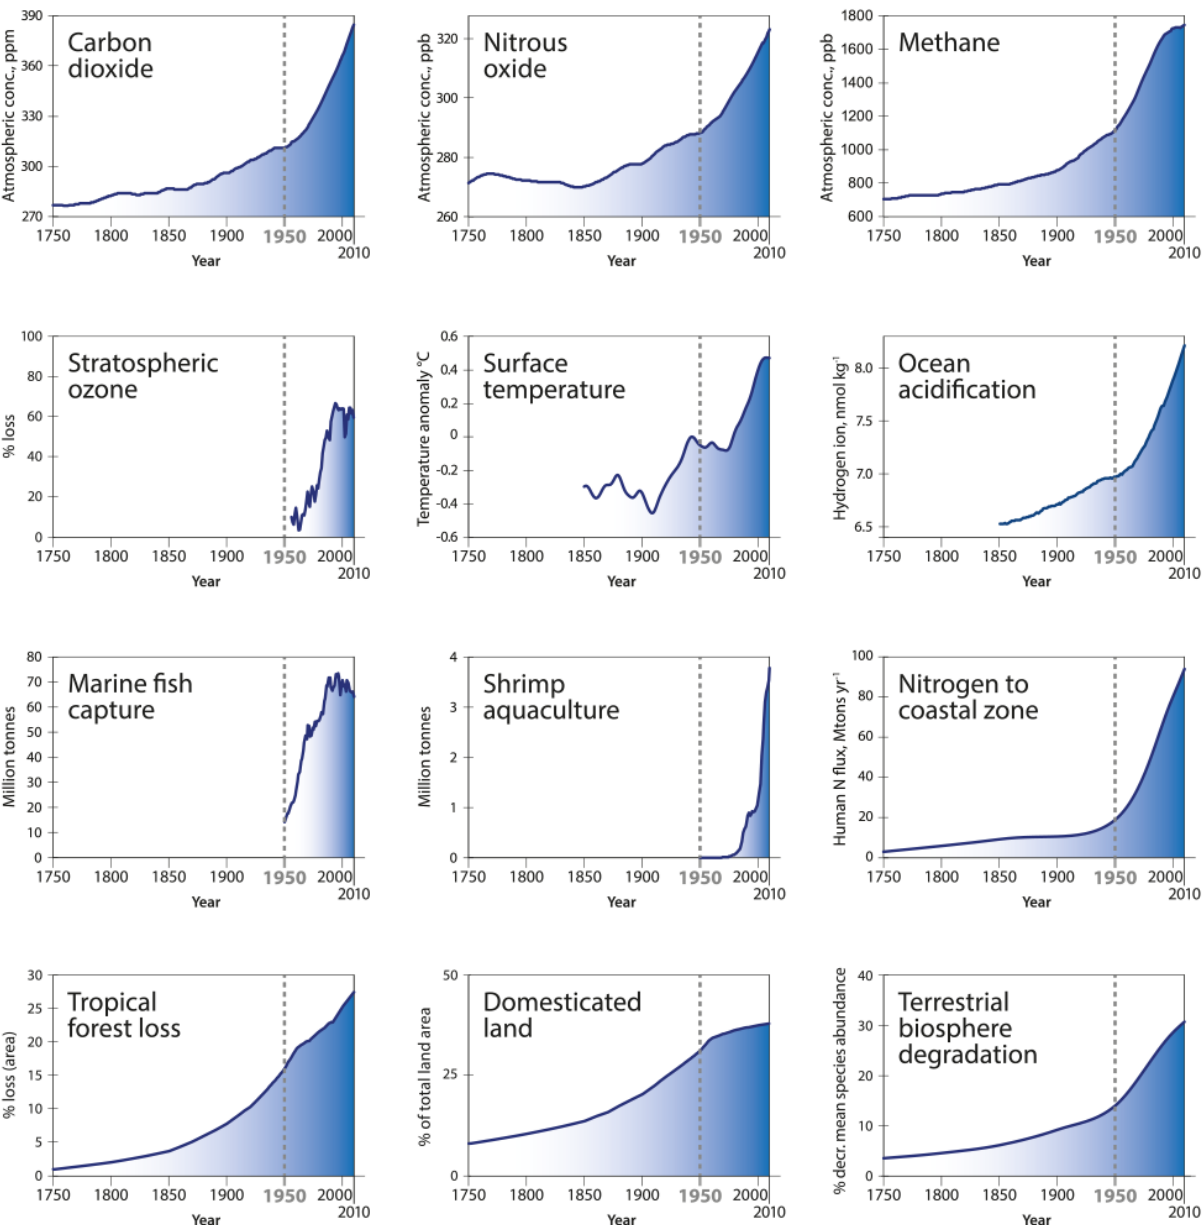 Atmospheric conc., ppm
390
360
330
300
270
Carbon
dioxide
1750 1800 1850 1900 1950 2000
2010
Year
Atmospheric conc., ppb
320
300
280
260
Nitrous
oxide
1750 1800 1850 1900 1950 2000
2010
Year
Atmospheric conc., ppb
1800
1600
1400
1200
1000
800
600
Methane
1750 1800 1850 1900 1950 2000
2010
Year
% loss
100
80
60
40
20
0
Stratospheric
ozone
1750 1800 1850 1900 1950 2000
2010
Year
Temperature anomaly °C
0.6
0.4
0.2
0
-0.2
-0.4
-0.6
Surface
temperature
1750 1800 1850 1900 1950 2000
2010
Year
Hydrogen ion, nmol kg⁻¹
8.0
7.5
7.0
6.5
Ocean
acidification
1750 1800 1850 1900 1950 2000
2010
Year
Million tonnes
80
70
60
50
40
30
20
10
0
Marine fish
capture
1750 1800 1850 1900 1950 2000
2010
Year
Million tonnes
4
3
2
1
0
Shrimp
aquaculture
1750 1800 1850 1900 1950 2000
2010
Year
Human N flux, Mtons yr⁻¹
100
80
60
40
20
0
Nitrogen to
coastal zone
1750 1800 1850 1900 1950 2000
2010
Year
% loss (area)
30
25
20
15
10
5
0
Tropical
forest loss
1750 1800 1850 1900 1950 2000
2010
Year
% of total land area
50
25
0
Domesticated
land
1750 1800 1850 1900 1950 2000
2010
Year
% decr. mean species abundance
40
30
20
10
0
Terrestrial
biosphere
degradation
1750 1800 1850 1900 1950 2000
2010
Year